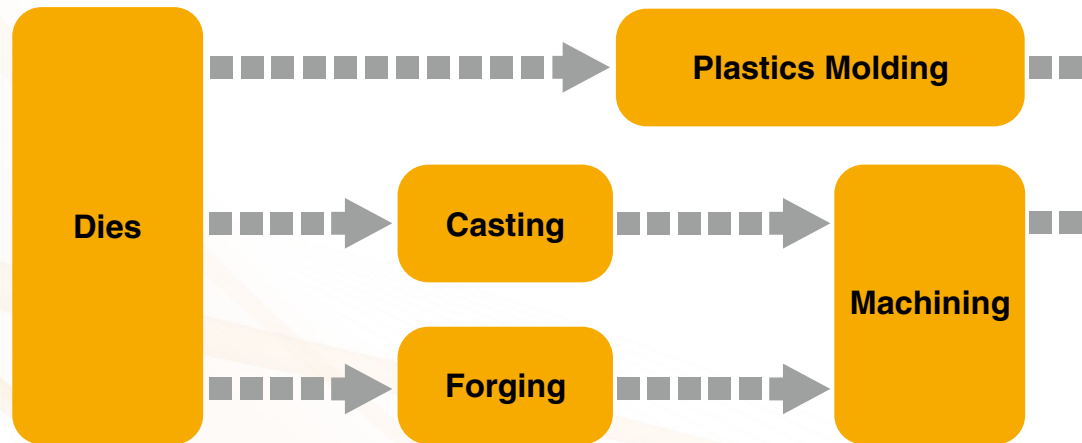 Plastics Molding
Dies
Casting
Machining
Forging